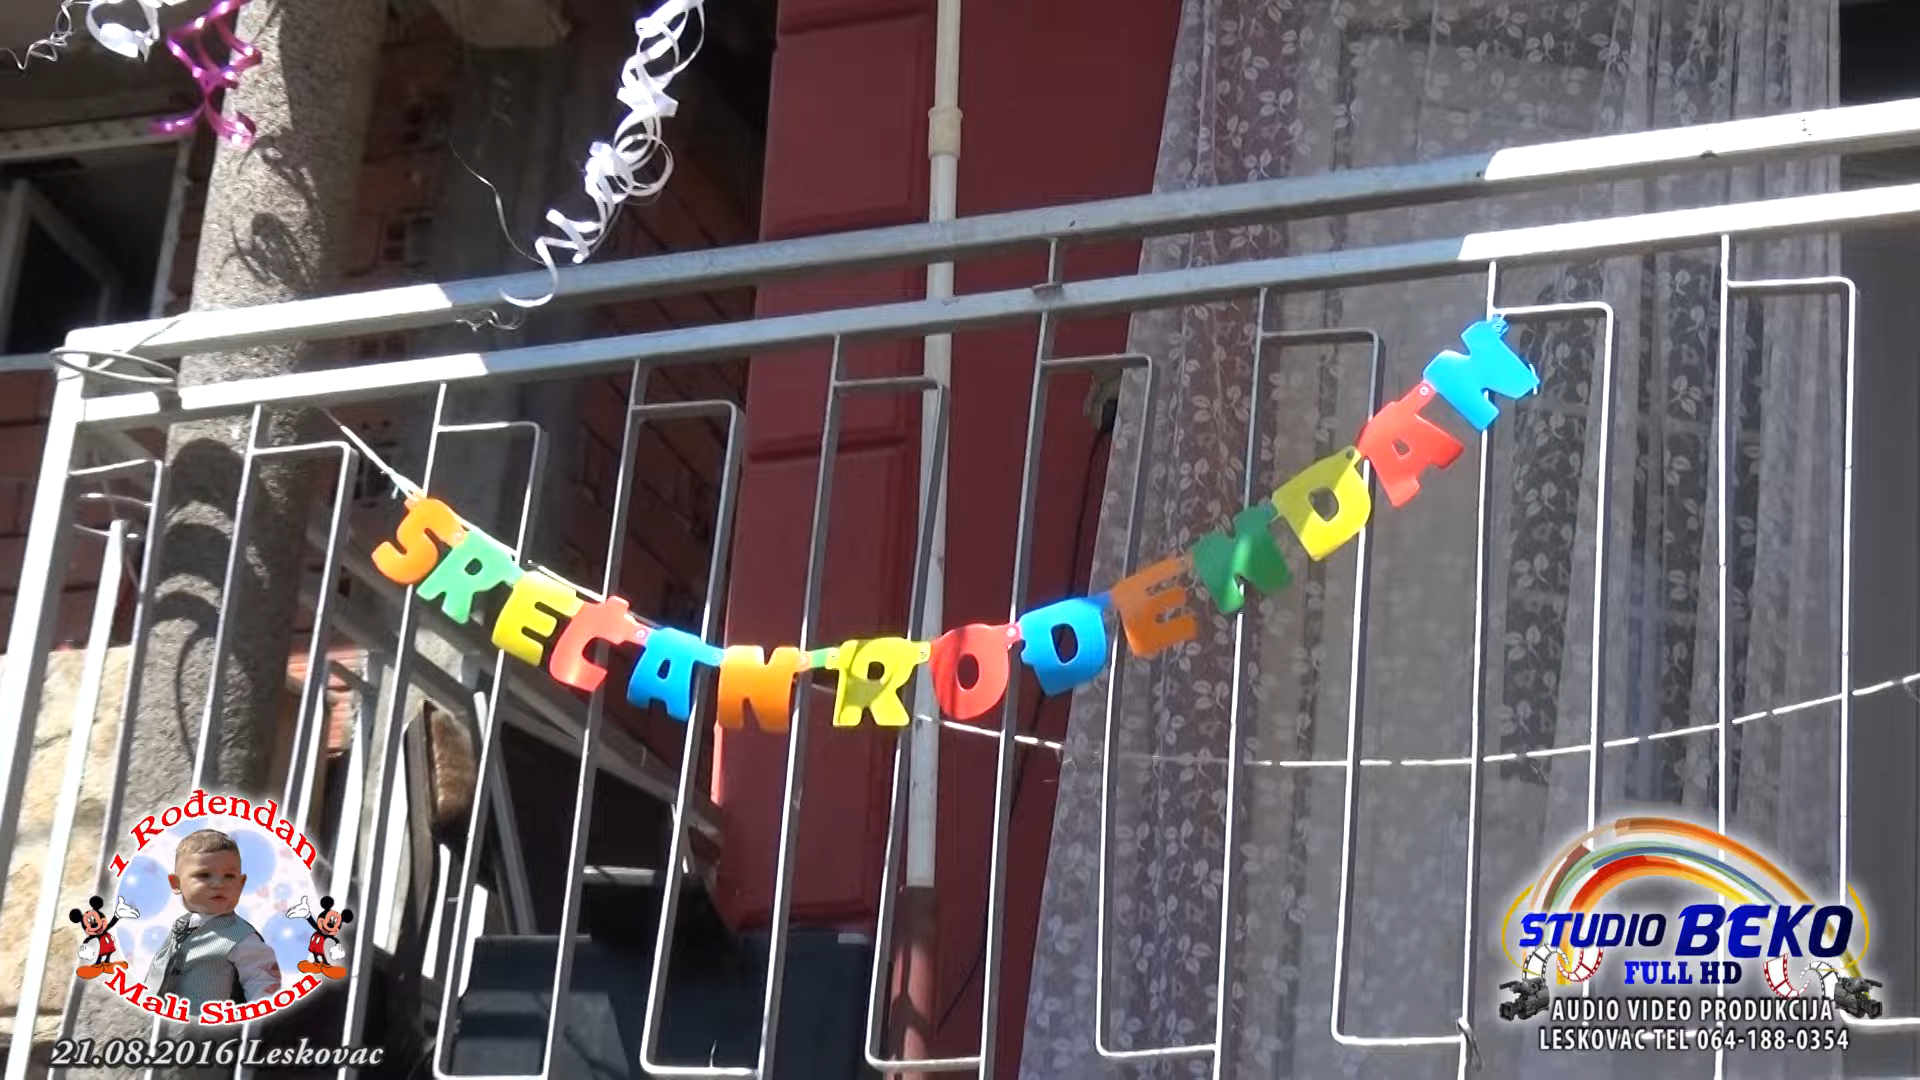 SREĆAN ROĐENDAN
1 Rođendan
Mali Simon
21.08.2016 Leskovac
STUDIO BEKO
FULL HD
AUDIO VIDEO PRODUKCIJA
LESKOVAC TEL 064-188-0354